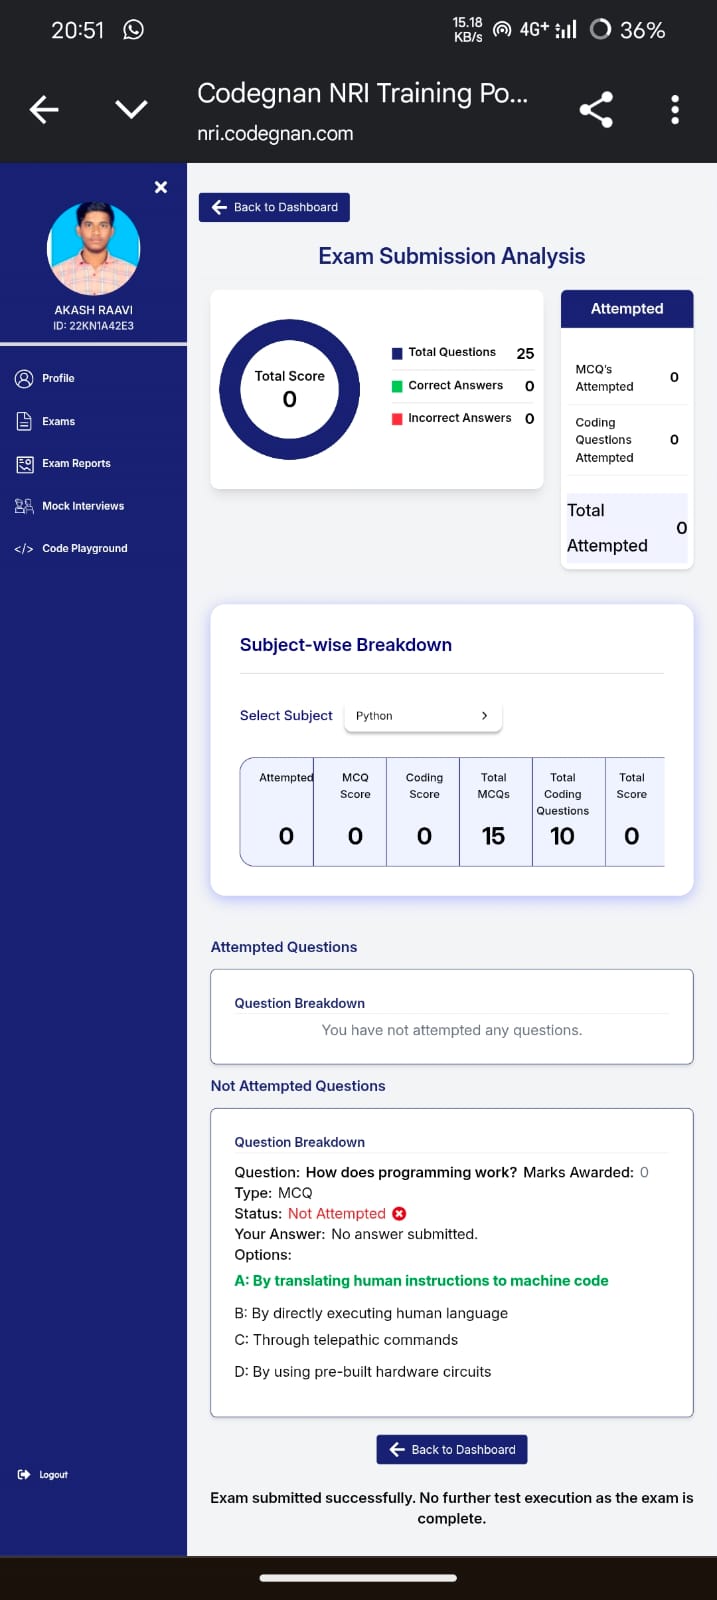 20:51
15.18
KB/s
4G+
36%
Codegnan NRI Training Po...
nri.codegnan.com
AKASH RAAVI
ID: 22KN1A42E3
Profile
Exams
Exam Reports
Mock Interviews
</> Code Playground
Logout
Back to Dashboard
Exam Submission Analysis
Total Score
0
Total Questions 25
Correct Answers 0
Incorrect Answers 0
Attempted
MCQ's
Attempted
0
Coding
Questions
Attempted
0
Total
Attempted
0
Subject-wise Breakdown
Select Subject
Python
Attempted
0
MCQ
Score
0
Coding
Score
0
Total
MCQs
15
Total
Coding
Questions
10
Total
Score
0
Attempted Questions
Question Breakdown
You have not attempted any questions.
Not Attempted Questions
Question Breakdown
Question: How does programming work? Marks Awarded: 0
Type: MCQ
Status: Not Attempted
Your Answer: No answer submitted.
Options:
A: By translating human instructions to machine code
B: By directly executing human language
C: Through telepathic commands
D: By using pre-built hardware circuits
Back to Dashboard
Exam submitted successfully. No further test execution as the exam is
complete.